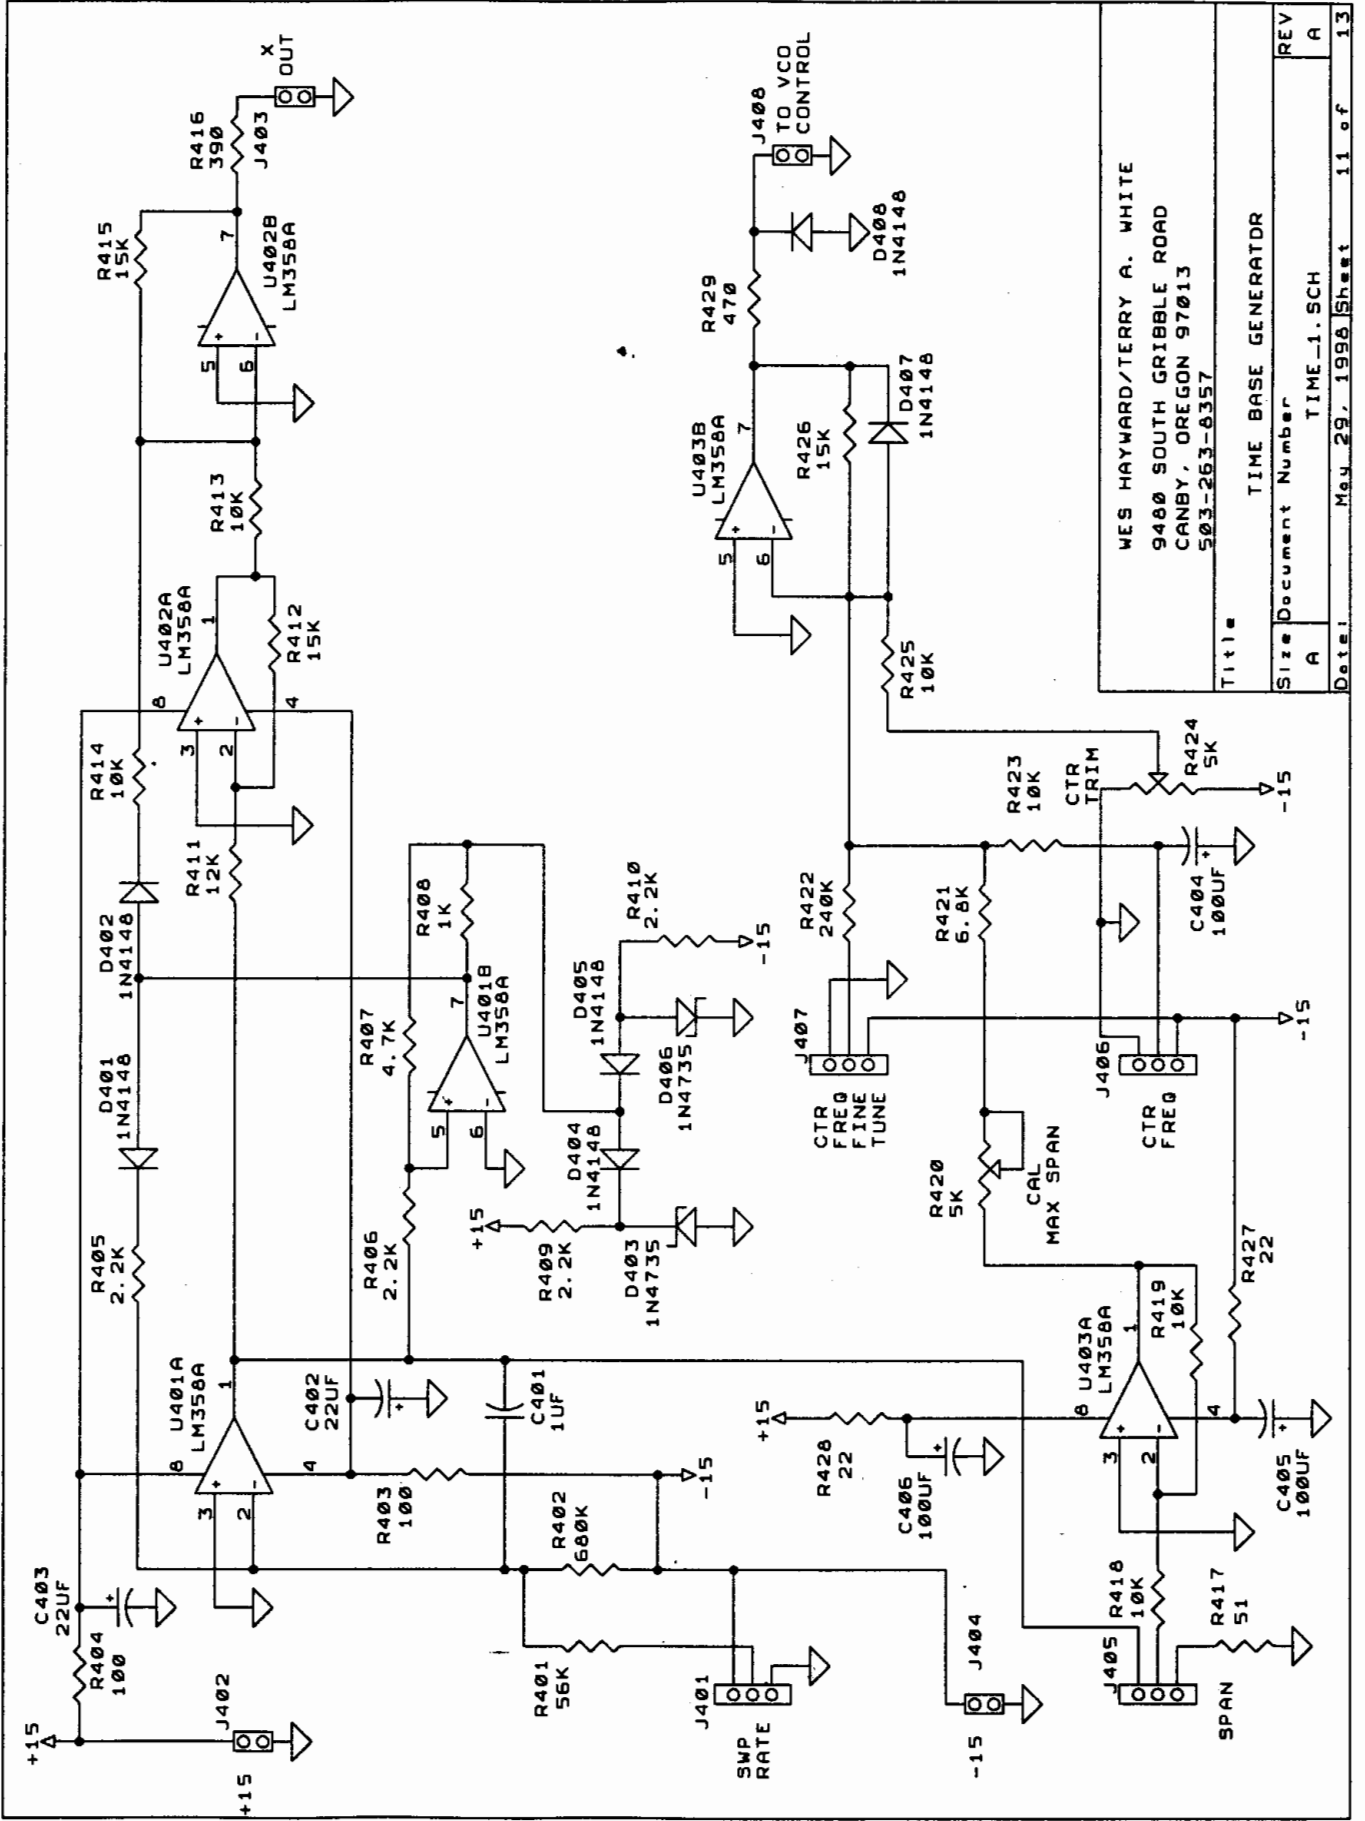 +15
+15
J402
R404
100
C403
22UF
U401A
LM358A
8
3
2
1
4
+
-
R405
2.2K
D401
1N4148
D402
1N4148
R414
10K
R415
15K
R411
12K
U402A
LM358A
8
3
2
1
4
+
-
R412
15K
R413
10K
U402B
LM358A
5
6
7
+
-
R416
390
J403
X
OUT
C402
22UF
R403
100
C401
1UF
R402
680K
-15
R401
56K
J401
SWP
RATE
J404
-15
R406
2.2K
R407
4.7K
R408
1K
U401B
LM358A
5
6
7
+
-
+15
R409
2.2K
D403
1N4735
D404
1N4148
D405
1N4148
D406
1N4735
R410
2.2K
-15
J405
SPAN
R417
51
R418
10K
U403A
LM358A
8
3
2
1
4
+
-
R419
10K
+15
R428
22
C406
100UF
C405
100UF
R427
22
R420
5K
CAL
MAX SPAN
R421
6.8K
J407
CTR
FREQ
FINE
TUNE
R422
240K
J406
CTR
FREQ
-15
R423
10K
C404
100UF
CTR
TRIM
R424
5K
-15
R425
10K
U403B
LM358A
5
6
7
+
-
R426
15K
D407
1N4148
R429
470
D408
1N4148
J408
TO VCO
CONTROL
WES HAYWARD/TERRY A. WHITE
9480 SOUTH GRIBBLE ROAD
CANBY, OREGON 97013
503-263-8357
Title
TIME BASE GENERATOR
Size Document Number REV
A TIME_1.SCH A
Date: May 29, 1998 Sheet 11 of 13